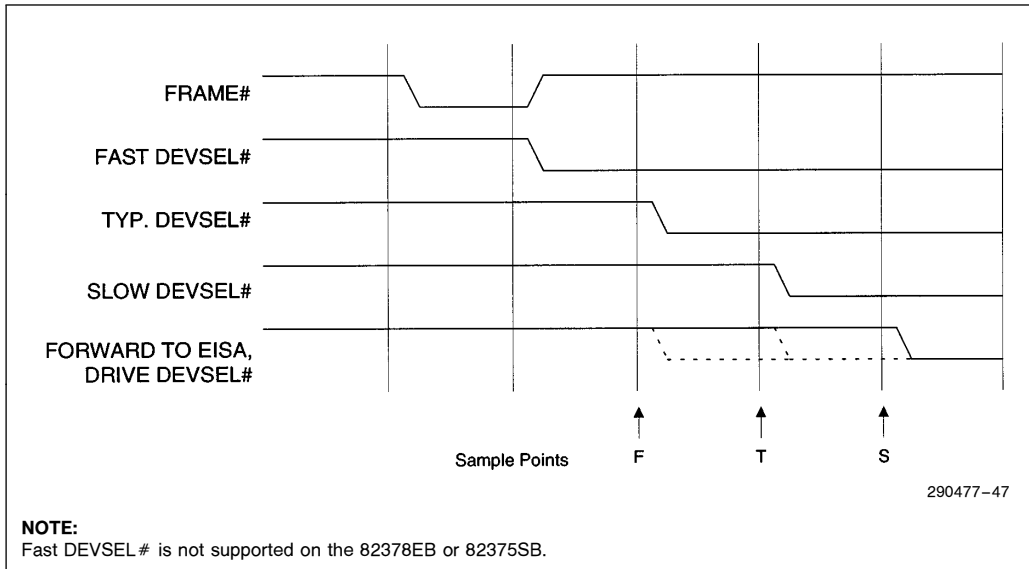 FRAME#
FAST DEVSEL#
TYP. DEVSEL#
SLOW DEVSEL#
FORWARD TO EISA,
DRIVE DEVSEL#
Sample Points F T S
290477–47
NOTE:
Fast DEVSEL# is not supported on the 82378EB or 82375SB.